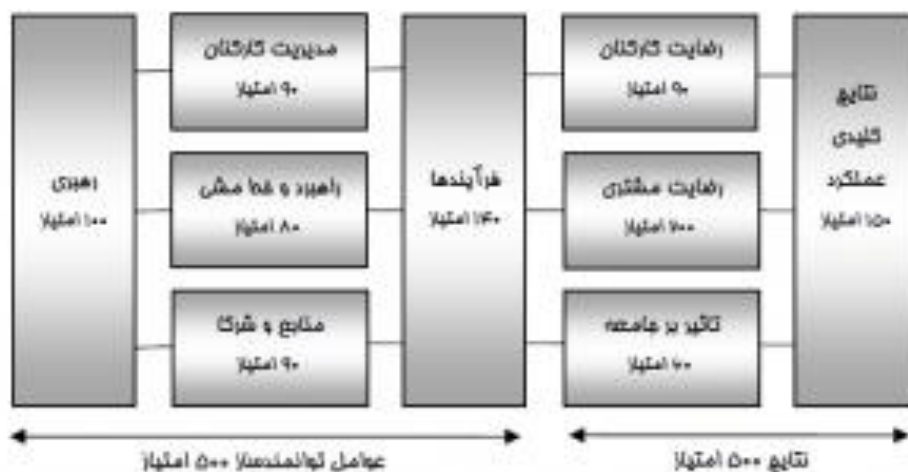 رهبری
۱۰۰ امتیاز
مدیریت کارکنان
۹۰ امتیاز
راهبرد و خط مشی
۸۰ امتیاز
منابع و شرکا
۹۰ امتیاز
فرآیندها
۱۴۰ امتیاز
رضایت کارکنان
۹۰ امتیاز
رضایت مشتری
۲۰۰ امتیاز
تاثیر بر جامعه
۶۰ امتیاز
نتایج
کلیدی
عملکرد
۱۵۰ امتیاز
عوامل توانمندساز ۵۰۰ امتیاز
نتایج ۵۰۰ امتیاز